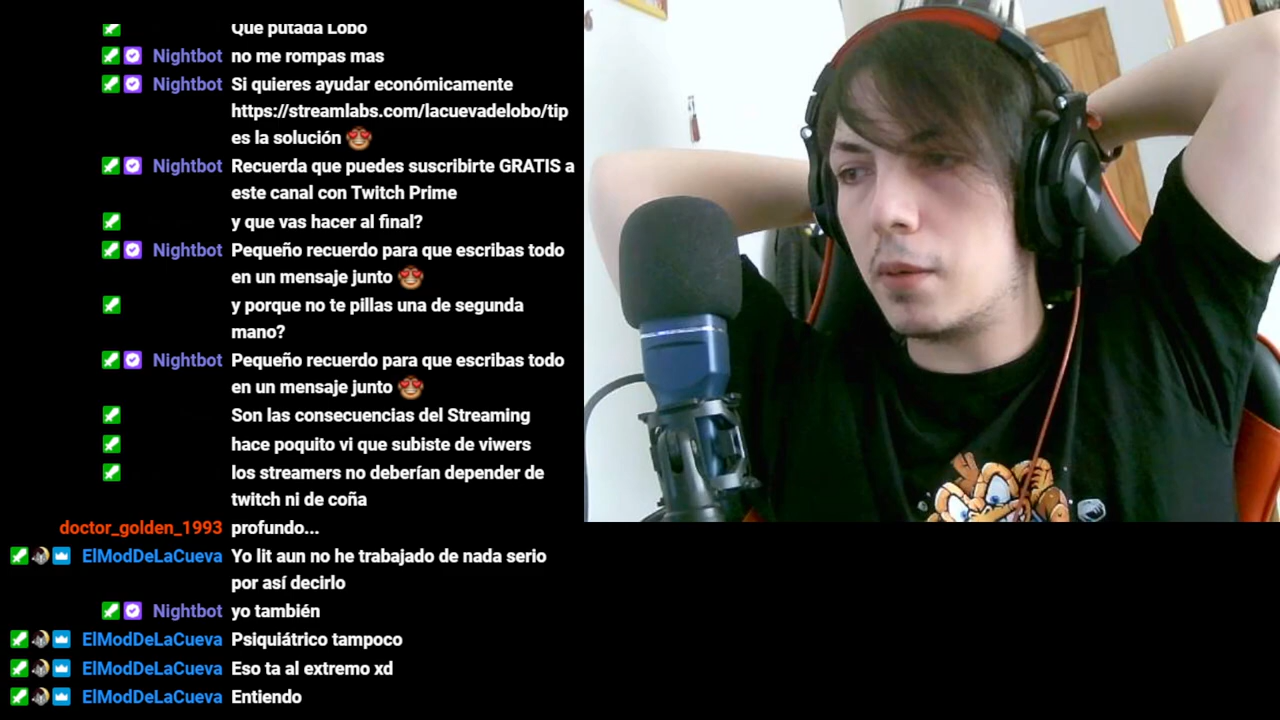 Que putada Lobo
Nightbot no me rompas mas
Nightbot Si quieres ayudar económicamente
https://streamlabs.com/lacuevadelobo/tip
es la solución
Nightbot Recuerda que puedes suscribirte GRATIS a
este canal con Twitch Prime
y que vas hacer al final?
Nightbot Pequeño recuerdo para que escribas todo
en un mensaje junto
y porque no te pillas una de segunda
mano?
Nightbot Pequeño recuerdo para que escribas todo
en un mensaje junto
Son las consecuencias del Streaming
hace poquito vi que subiste de viwers
los streamers no deberían depender de
twitch ni de coña
doctor_golden_1993 profundo...
ElModDeLaCueva Yo lit aun no he trabajado de nada serio
por así decirlo
Nightbot yo también
ElModDeLaCueva Psiquiátrico tampoco
ElModDeLaCueva Eso ta al extremo xd
ElModDeLaCueva Entiendo